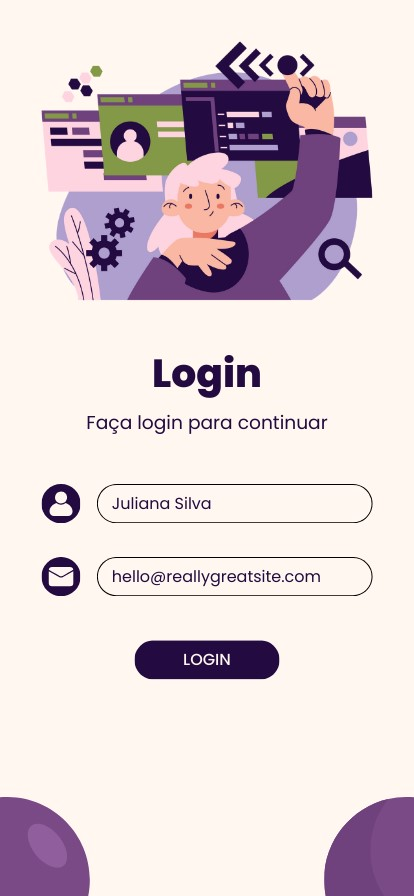 Login
Faça login para continuar
Juliana Silva
hello@reallygreatsite.com
LOGIN